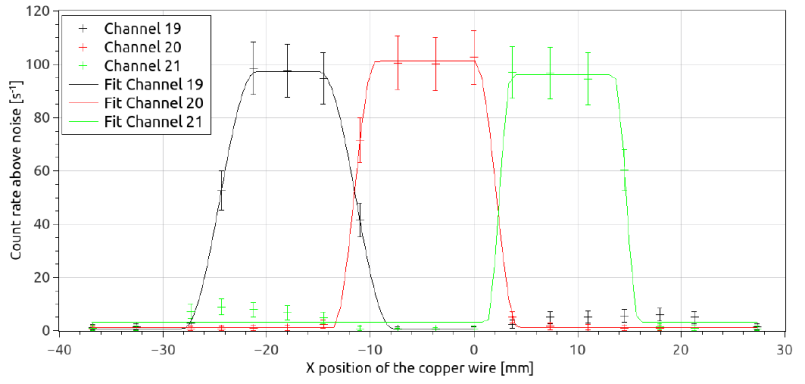 Count rate above noise [s⁻¹]
120
100
80
60
40
20
0
Channel 19
Channel 20
Channel 21
Fit Channel 19
Fit Channel 20
Fit Channel 21
−40 −30 −20 −10 0 10 20 30
X position of the copper wire [mm]